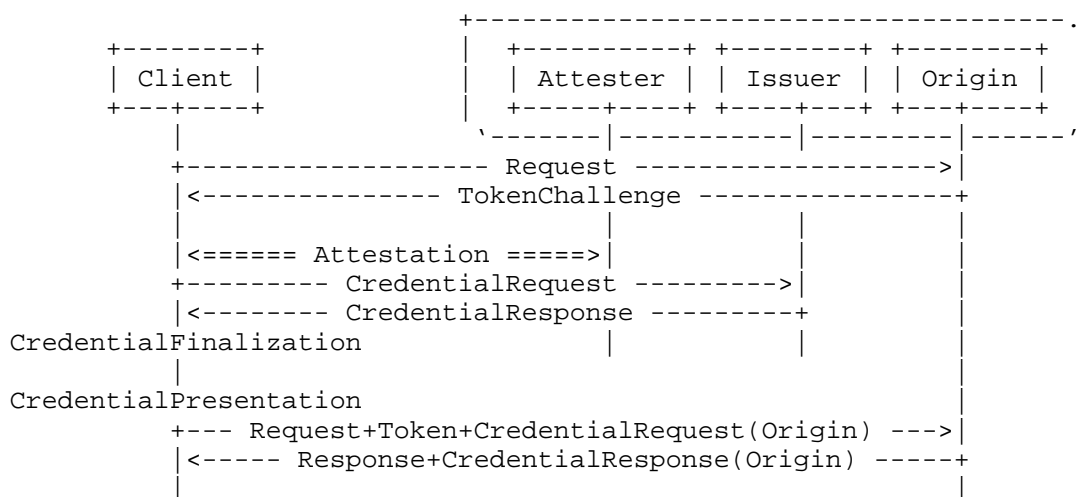 Client Attester Issuer Origin
Request
TokenChallenge
Attestation
CredentialRequest
CredentialResponse
CredentialFinalization
CredentialPresentation
Request+Token+CredentialRequest(Origin)
Response+CredentialResponse(Origin)